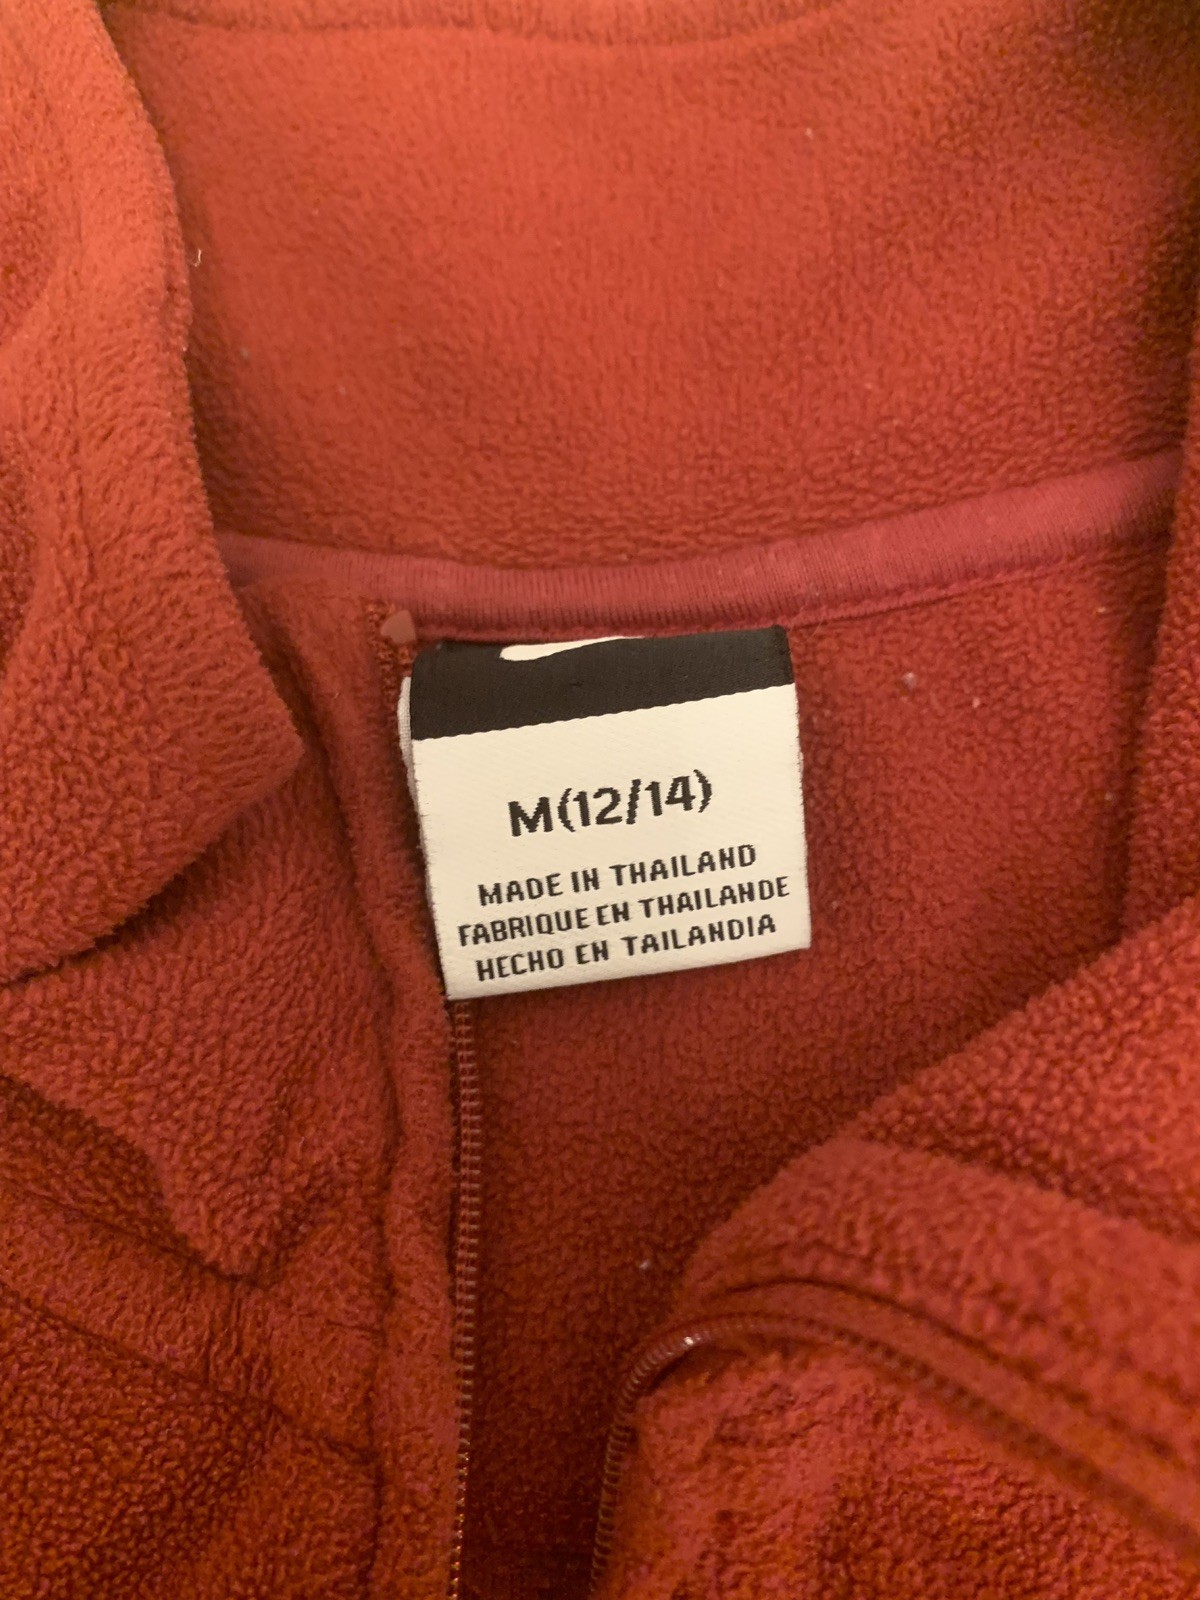 M(12/14)
MADE IN THAILAND
FABRIQUE EN THAILANDE
HECHO EN TAILANDIA